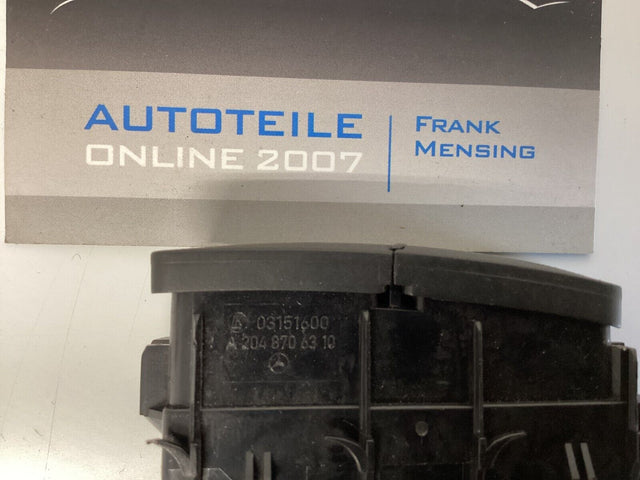 AUTOTEILE
ONLINE 2007
FRANK
MENSING
03151600
A 204 870 63 10